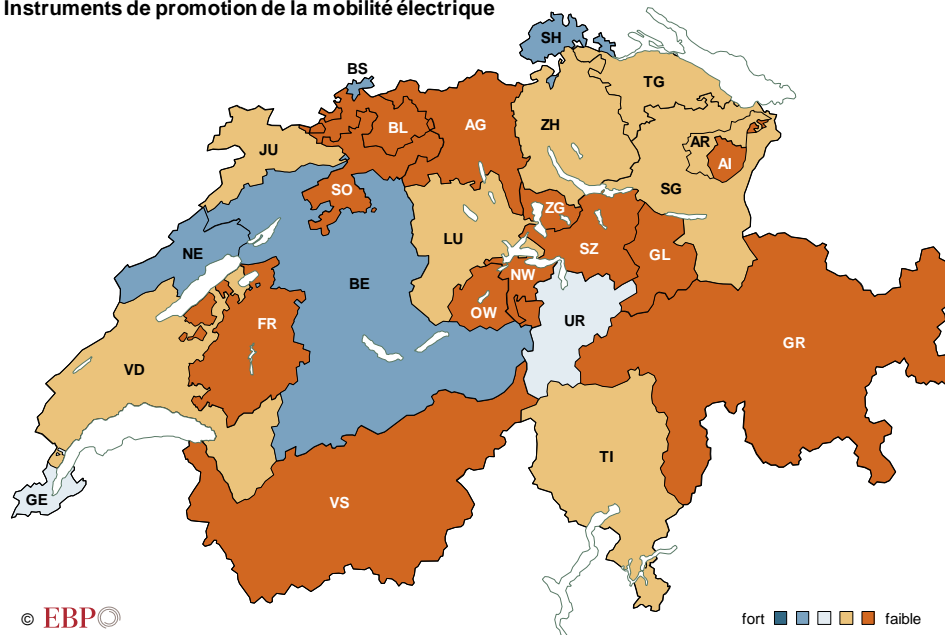 Instruments de promotion de la mobilité électrique
SH
BS
TG
BL
AG
ZH
JU
AR
AI
SO
SG
ZG
LU
SZ
NE
GL
NW
BE
OW
UR
FR
GR
VD
TI
GE
VS
© EBP
fort faible